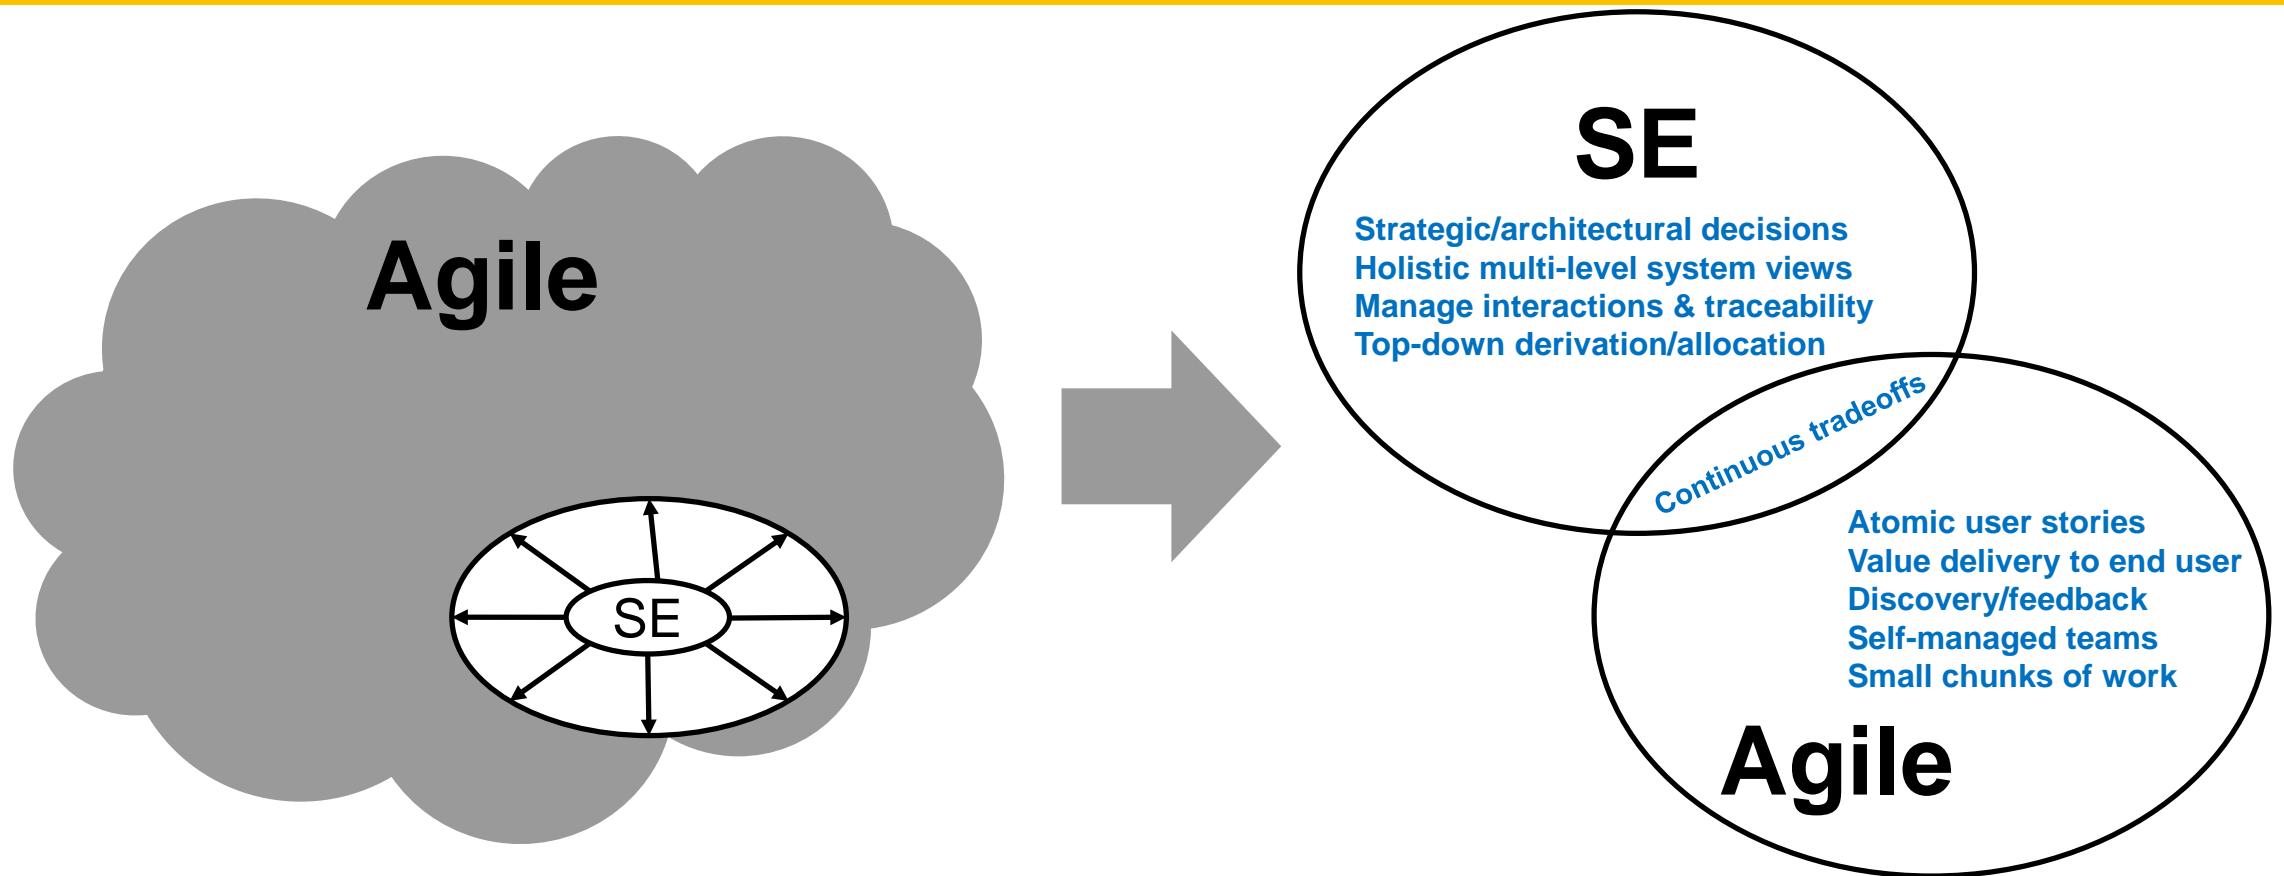 Agile
SE
SE
Strategic/architectural decisions
Holistic multi-level system views
Manage interactions & traceability
Top-down derivation/allocation
Continuous tradeoffs
Atomic user stories
Value delivery to end user
Discovery/feedback
Self-managed teams
Small chunks of work
Agile